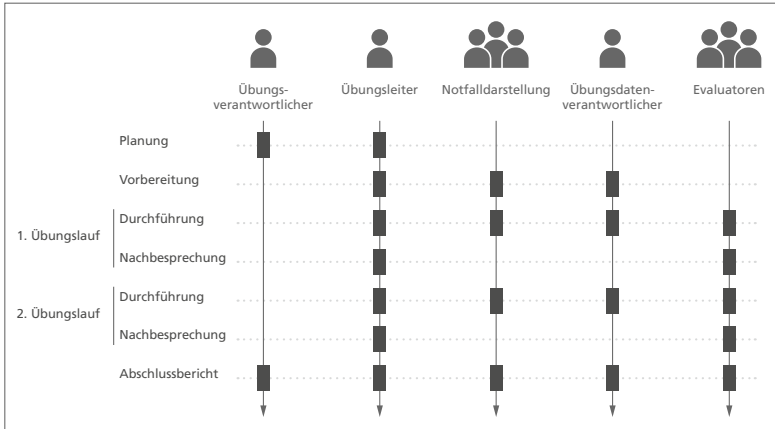 Übungs-
verantwortlicher
Übungsleiter
Notfalldarstellung
Übungsdaten-
verantwortlicher
Evaluatoren
Planung
Vorbereitung
1. Übungslauf
Durchführung
Nachbesprechung
2. Übungslauf
Durchführung
Nachbesprechung
Abschlussbericht